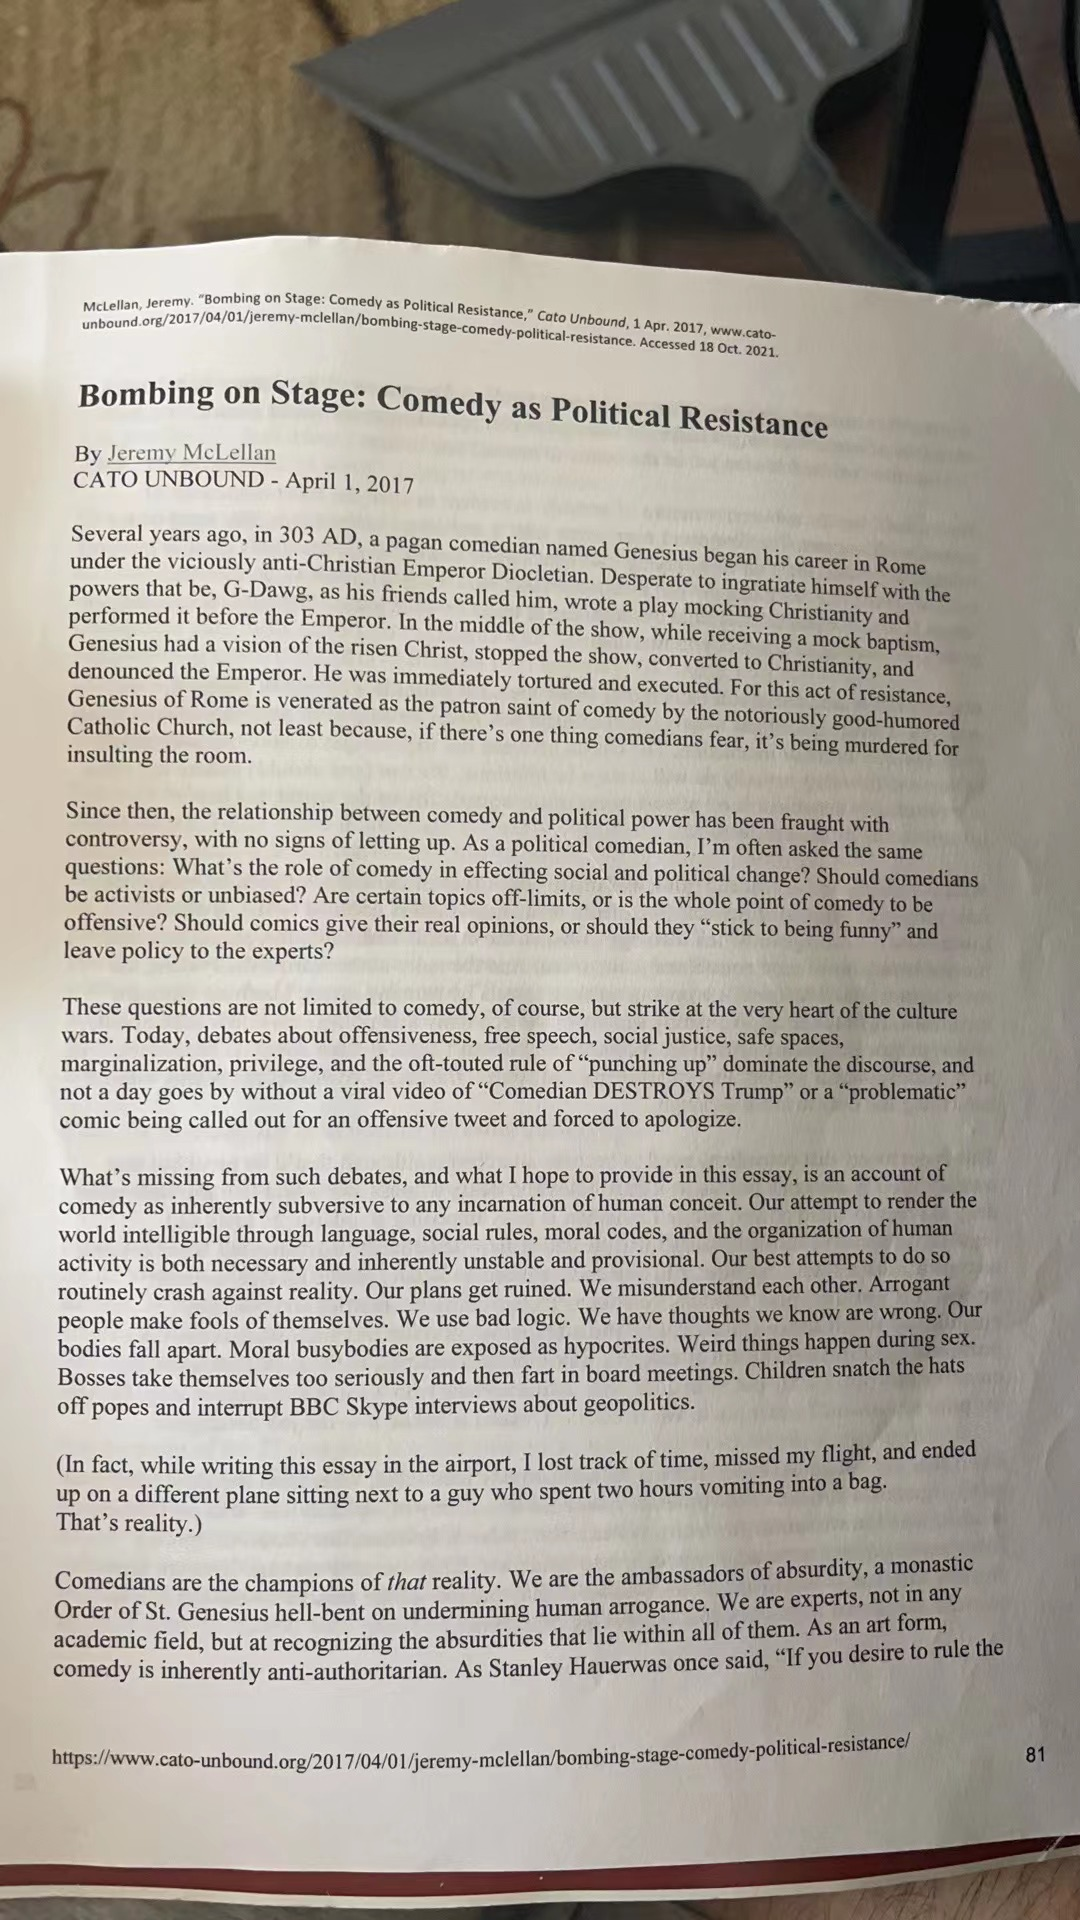 McLellan, Jeremy. "Bombing on Stage: Comedy as Political Resistance," Cato Unbound, 1 Apr. 2017, www.cato-
unbound.org/2017/04/01/jeremy-mclellan/bombing-stage-comedy-political-resistance. Accessed 18 Oct. 2021.
Bombing on Stage: Comedy as Political Resistance
By Jeremy McLellan
CATO UNBOUND - April 1, 2017
Several years ago, in 303 AD, a pagan comedian named Genesius began his career in Rome
under the viciously anti-Christian Emperor Diocletian. Desperate to ingratiate himself with the
powers that be, G-Dawg, as his friends called him, wrote a play mocking Christianity and
performed it before the Emperor. In the middle of the show, while receiving a mock baptism,
Genesius had a vision of the risen Christ, stopped the show, converted to Christianity, and
denounced the Emperor. He was immediately tortured and executed. For this act of resistance,
Genesius of Rome is venerated as the patron saint of comedy by the notoriously good-humored
Catholic Church, not least because, if there's one thing comedians fear, it's being murdered for
insulting the room.
Since then, the relationship between comedy and political power has been fraught with
controversy, with no signs of letting up. As a political comedian, I'm often asked the same
questions: What's the role of comedy in effecting social and political change? Should comedians
be activists or unbiased? Are certain topics off-limits, or is the whole point of comedy to be
offensive? Should comics give their real opinions, or should they "stick to being funny" and
leave policy to the experts?
These questions are not limited to comedy, of course, but strike at the very heart of the culture
wars. Today, debates about offensiveness, free speech, social justice, safe spaces,
marginalization, privilege, and the oft-touted rule of "punching up" dominate the discourse, and
not a day goes by without a viral video of "Comedian DESTROYS Trump" or a "problematic"
comic being called out for an offensive tweet and forced to apologize.
What's missing from such debates, and what I hope to provide in this essay, is an account of
comedy as inherently subversive to any incarnation of human conceit. Our attempt to render the
world intelligible through language, social rules, moral codes, and the organization of human
activity is both necessary and inherently unstable and provisional. Our best attempts to do so
routinely crash against reality. Our plans get ruined. We misunderstand each other. Arrogant
people make fools of themselves. We use bad logic. We have thoughts we know are wrong. Our
bodies fall apart. Moral busybodies are exposed as hypocrites. Weird things happen during sex.
Bosses take themselves too seriously and then fart in board meetings. Children snatch the hats
off popes and interrupt BBC Skype interviews about geopolitics.
(In fact, while writing this essay in the airport, I lost track of time, missed my flight, and ended
up on a different plane sitting next to a guy who spent two hours vomiting into a bag.
That's reality.)
Comedians are the champions of that reality. We are the ambassadors of absurdity, a monastic
Order of St. Genesius hell-bent on undermining human arrogance. We are experts, not in any
academic field, but at recognizing the absurdities that lie within all of them. As an art form,
comedy is inherently anti-authoritarian. As Stanley Hauerwas once said, "If you desire to rule the
https://www.cato-unbound.org/2017/04/01/jeremy-mclellan/bombing-stage-comedy-political-resistance/
81